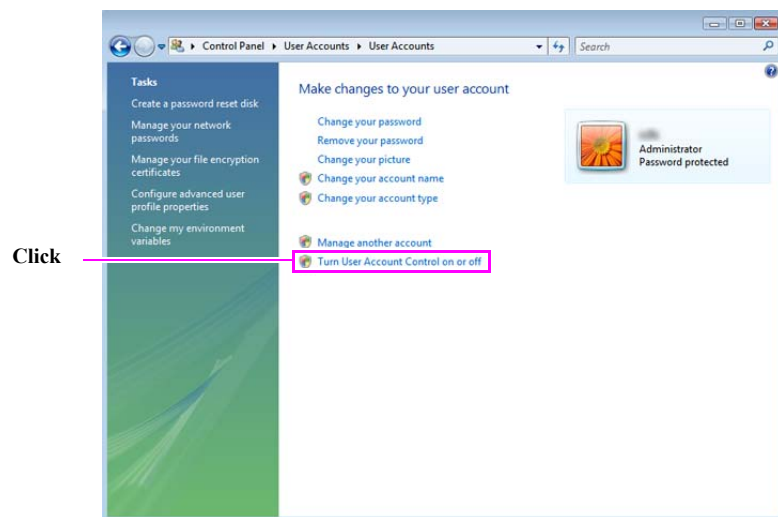 Control Panel ▸ User Accounts ▸ User Accounts
Search
Tasks
Create a password reset disk
Manage your network
passwords
Manage your file encryption
certificates
Configure advanced user
profile properties
Change my environment
variables
Make changes to your user account
Change your password
Remove your password
Change your picture
Change your account name
Change your account type
Manage another account
Turn User Account Control on or off
Administrator
Password protected
Click